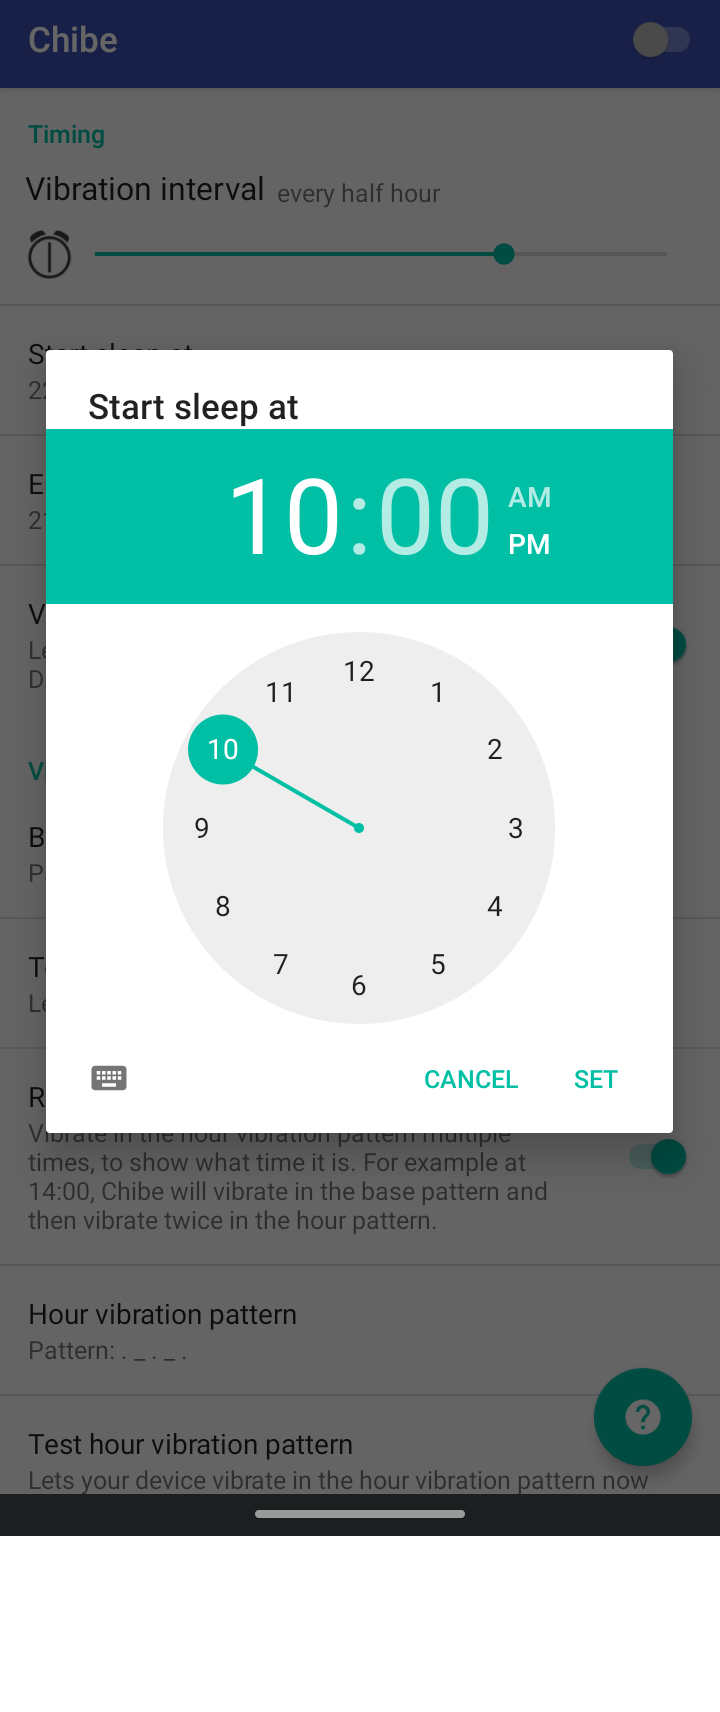 Chibe
Timing
Vibration interval every half hour
Start sleep at
10:00
AM
PM
12
11
1
10
2
9
3
8
4
7
5
6
CANCEL
SET
Vibrate in the hour vibration pattern multiple
times, to show what time it is. For example at
14:00, Chibe will vibrate in the base pattern and
then vibrate twice in the hour pattern.
Hour vibration pattern
Pattern: . _ . _ .
Test hour vibration pattern
Lets your device vibrate in the hour vibration pattern now